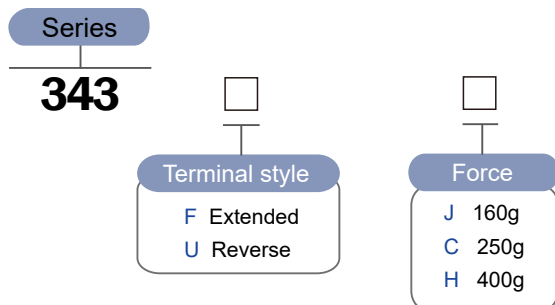 Series
343
Terminal style
F Extended
U Reverse
Force
J 160g
C 250g
H 400g